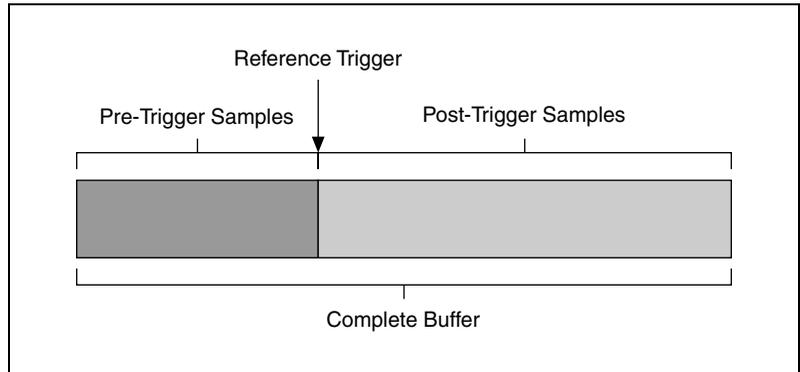 Reference Trigger
Pre-Trigger Samples
Post-Trigger Samples
Complete Buffer